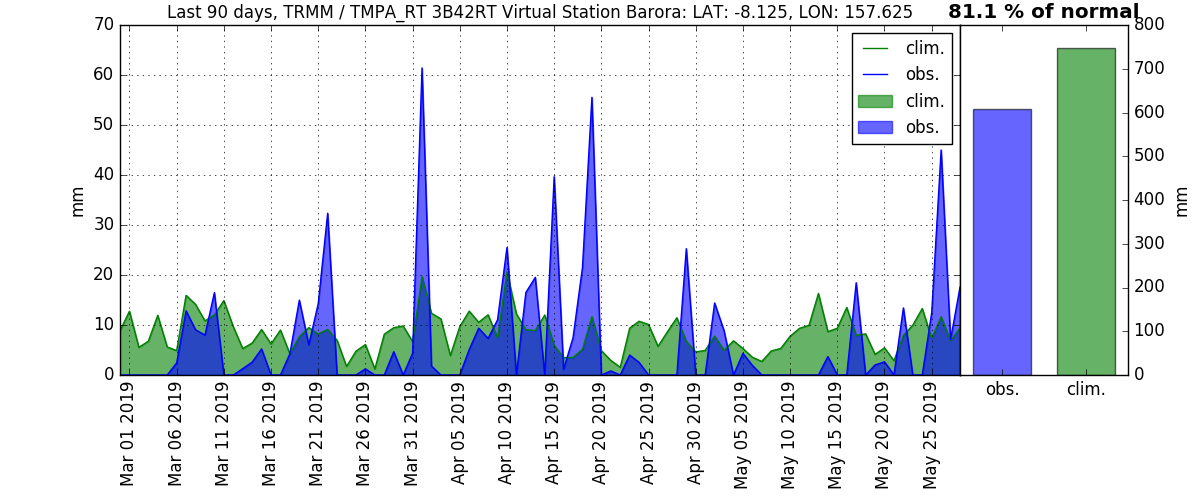 Last 90 days, TRMM / TMPA_RT 3B42RT Virtual Station Barora: LAT: -8.125, LON: 157.625
81.1 % of normal
clim.
obs.
clim.
obs.
mm
70
60
50
40
30
20
10
0
Mar 01 2019
Mar 06 2019
Mar 11 2019
Mar 16 2019
Mar 21 2019
Mar 26 2019
Mar 31 2019
Apr 05 2019
Apr 10 2019
Apr 15 2019
Apr 20 2019
Apr 25 2019
Apr 30 2019
May 05 2019
May 10 2019
May 15 2019
May 20 2019
May 25 2019
obs.
clim.
800
700
600
500
400
300
200
100
0
mm